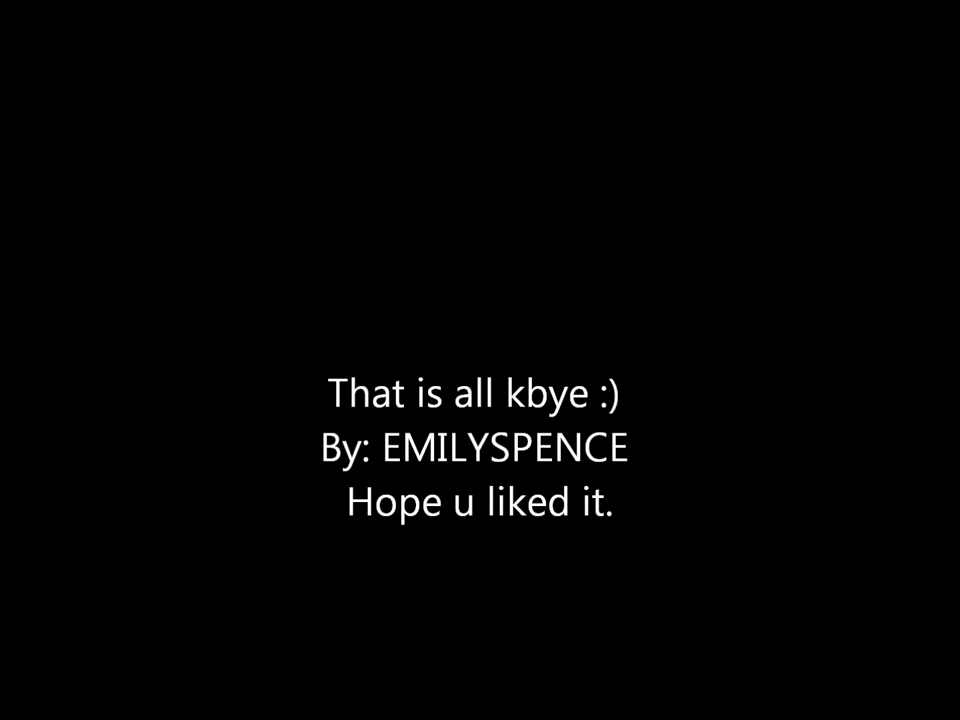 That is all kbye :)
By: EMILYSPENCE
Hope u liked it.